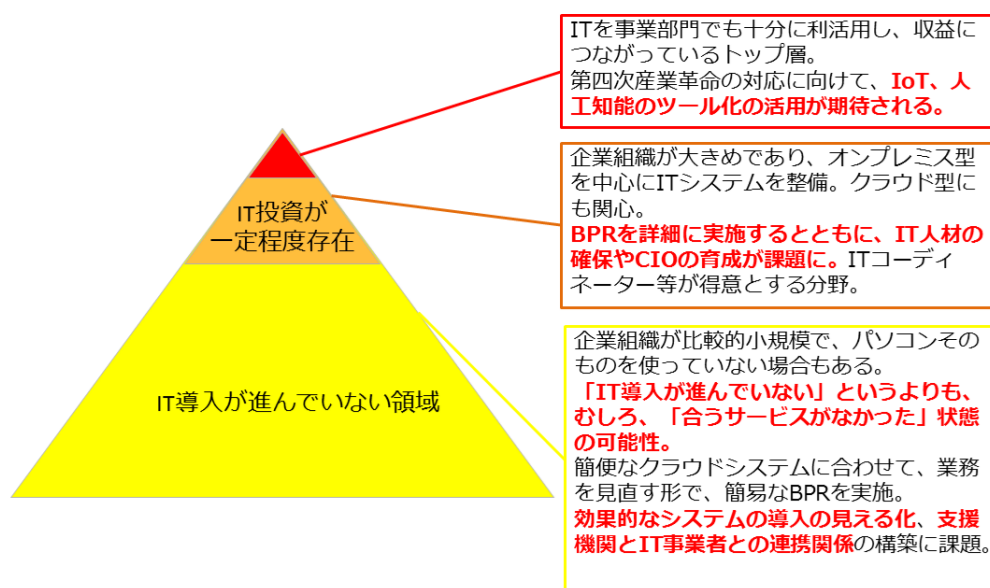 ITを事業部門でも十分に利活用し、収益に
つながっているトップ層。
第四次産業革命の対応に向けて、IoT、人
工知能のツール化の活用が期待される。
企業組織が大きめであり、オンプレミス型
を中心にITシステムを整備。クラウド型に
も関心。
BPRを詳細に実施するとともに、IT人材の
確保やCIOの育成が課題に。ITコーディ
ネーター等が得意とする分野。
IT投資が
一定程度存在
企業組織が比較的小規模で、パソコンその
ものを使っていない場合もある。
「IT導入が進んでいない」というよりも、
むしろ、「合うサービスがなかった」状態
の可能性。
簡便なクラウドシステムに合わせて、業務
を見直す形で、簡易なBPRを実施。
効果的なシステムの導入の見える化、支援
機関とIT事業者との連携関係の構築に課題。
IT導入が進んでいない領域